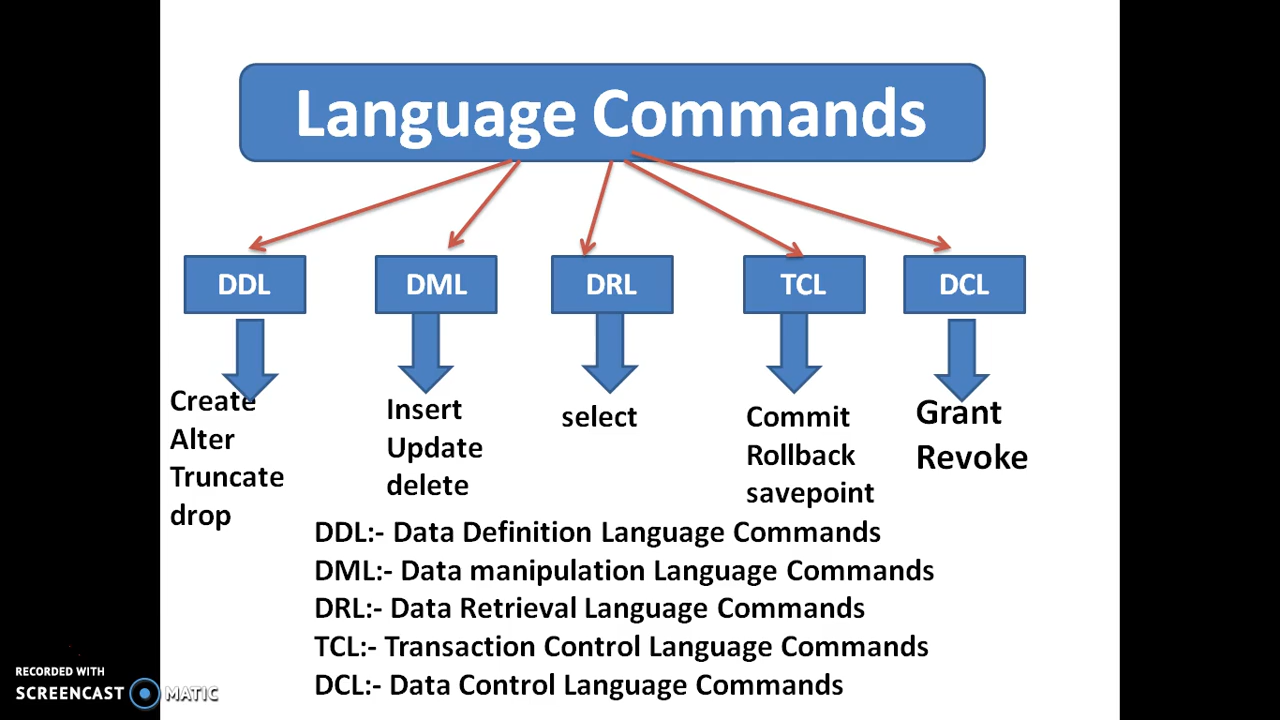 Language Commands
DDL
DML
DRL
TCL
DCL
Create
Alter
Truncate
drop
Insert
Update
delete
select
Commit
Rollback
savepoint
Grant
Revoke
DDL:- Data Definition Language Commands
DML:- Data manipulation Language Commands
DRL:- Data Retrieval Language Commands
TCL:- Transaction Control Language Commands
DCL:- Data Control Language Commands
RECORDED WITH
SCREENCAST MATIC